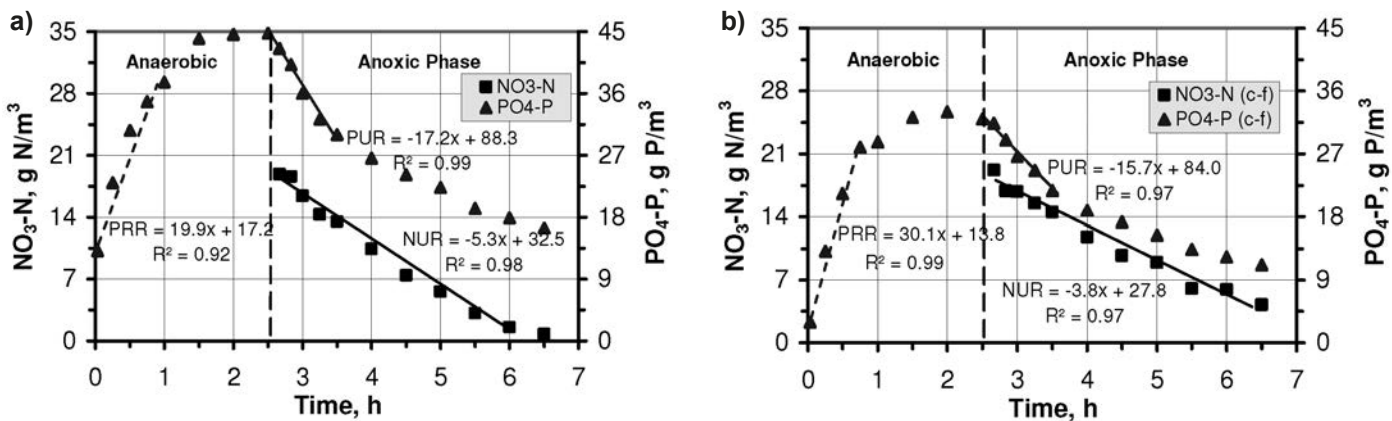 a)
35
28
21
14
7
0
NO₃-N, g N/m³
Anaerobic
Anoxic Phase
NO3-N
PO4-P
PUR = -17.2x + 88.3
R² = 0.99
PRR = 19.9x + 17.2
R² = 0.92
NUR = -5.3x + 32.5
R² = 0.98
45
36
27
18
9
0
PO₄-P, g P/m³
0 1 2 3 4 5 6 7
Time, h
b)
35
28
21
14
7
0
NO₃-N, g N/m³
Anaerobic
Anoxic Phase
NO3-N (c-f)
PO4-P (c-f)
PUR = -15.7x + 84.0
R² = 0.97
PRR = 30.1x + 13.8
R² = 0.99
NUR = -3.8x + 27.8
R² = 0.97
45
36
27
18
9
0
PO₄-P, g P/m³
0 1 2 3 4 5 6 7
Time, h